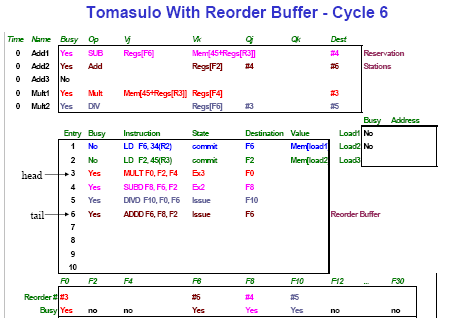 Tomasulo With Reorder Buffer - Cycle 6
Time Name Busy Op Vj Vk Qj Qk Dest
0 Add1 Yes SUB Regs[F6] Mem[45+Regs[R3]] #4 Reservation
0 Add2 Yes Add Regs[F2] #4 #6 Stations
0 Add3 No
0 Mult1 Yes Mult Mem[45+Regs[R3]] Regs[F4] #3
0 Mult2 Yes DIV Regs[F6] #3 #5
Busy Address
Entry Busy Instruction State Destination Value Load1 No
1 No LD F6, 34(R2) commit F6 Mem[load1] Load2 No
2 No LD F2, 45(R3) commit F2 Mem[load2] Load3
head 3 Yes MULT F0, F2, F4 Ex3 F0
4 Yes SUBD F8, F6, F2 Ex2 F8
5 Yes DIVD F10, F0, F6 Issue F10
tail 6 Yes ADDD F6, F8, F2 Issue F6 Reorder Buffer
7
8
9
10
F0 F2 F4 F6 F8 F10 F12 ... F30
Reorder # #3 #6 #4 #5
Busy Yes no no Yes Yes Yes no no